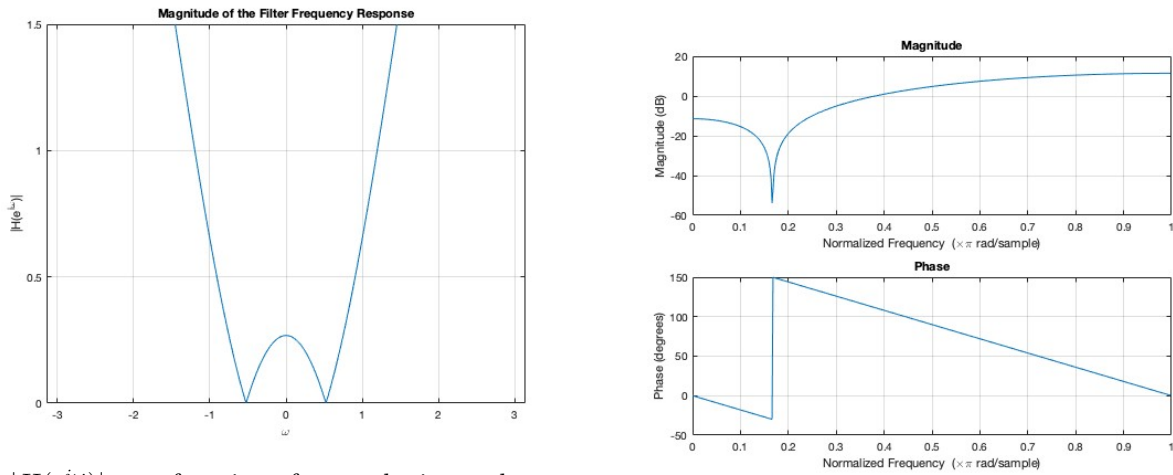 Magnitude of the Filter Frequency Response
1.5
1
0.5
0
|H(e^{jω})|
-3 -2 -1 0 1 2 3
ω
Magnitude
20
0
-20
-40
-60
Magnitude (dB)
0 0.1 0.2 0.3 0.4 0.5 0.6 0.7 0.8 0.9 1
Normalized Frequency (×π rad/sample)
Phase
150
100
50
0
-50
Phase (degrees)
0 0.1 0.2 0.3 0.4 0.5 0.6 0.7 0.8 0.9 1
Normalized Frequency (×π rad/sample)